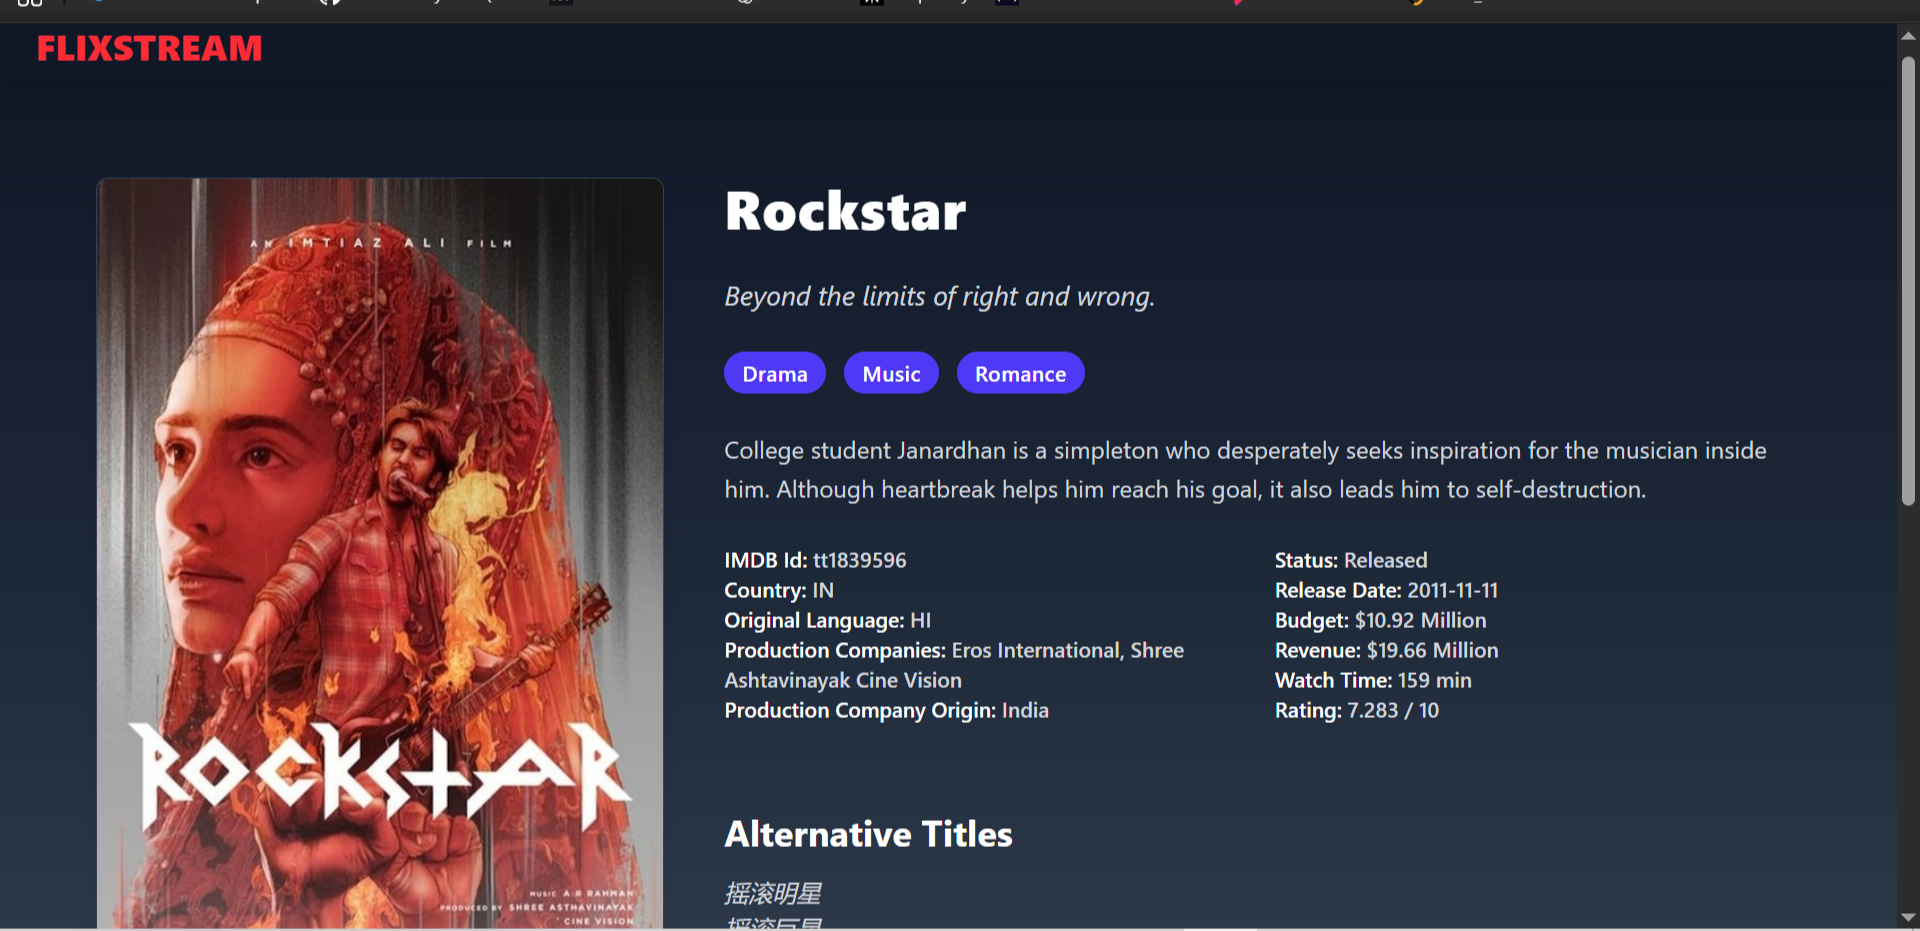 FLIXSTREAM
AN IMTIAZ ALI FILM
ROCKSTAR
MUSIC A R RAHMAN
PRODUCED BY SHREE ASTHAVINAYAK
CINE VISION
Rockstar
Beyond the limits of right and wrong.
Drama Music Romance
College student Janardhan is a simpleton who desperately seeks inspiration for the musician inside
him. Although heartbreak helps him reach his goal, it also leads him to self-destruction.
IMDB Id: tt1839596
Country: IN
Original Language: HI
Production Companies: Eros International, Shree
Ashtavinayak Cine Vision
Production Company Origin: India
Status: Released
Release Date: 2011-11-11
Budget: $10.92 Million
Revenue: $19.66 Million
Watch Time: 159 min
Rating: 7.283 / 10
Alternative Titles
摇滚明星